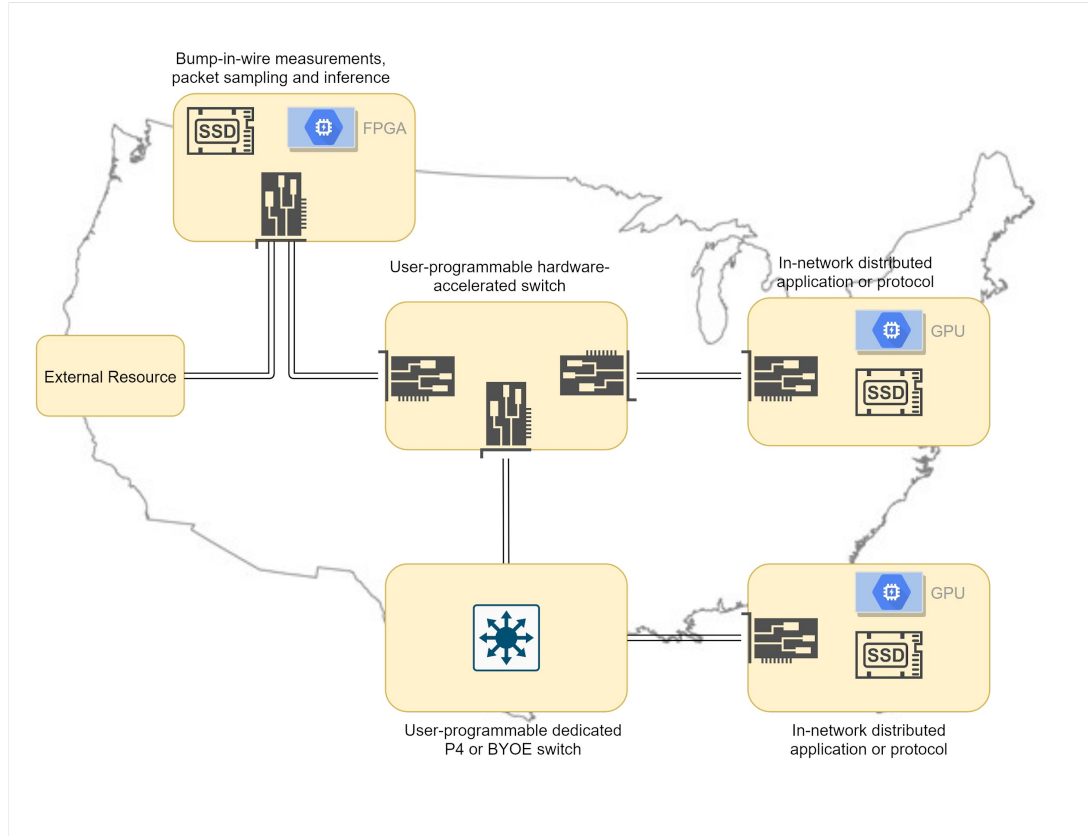 Bump-in-wire measurements,
packet sampling and inference
SSD
FPGA
User-programmable hardware-
accelerated switch
In-network distributed
application or protocol
GPU
SSD
External Resource
GPU
SSD
User-programmable dedicated
P4 or BYOE switch
In-network distributed
application or protocol